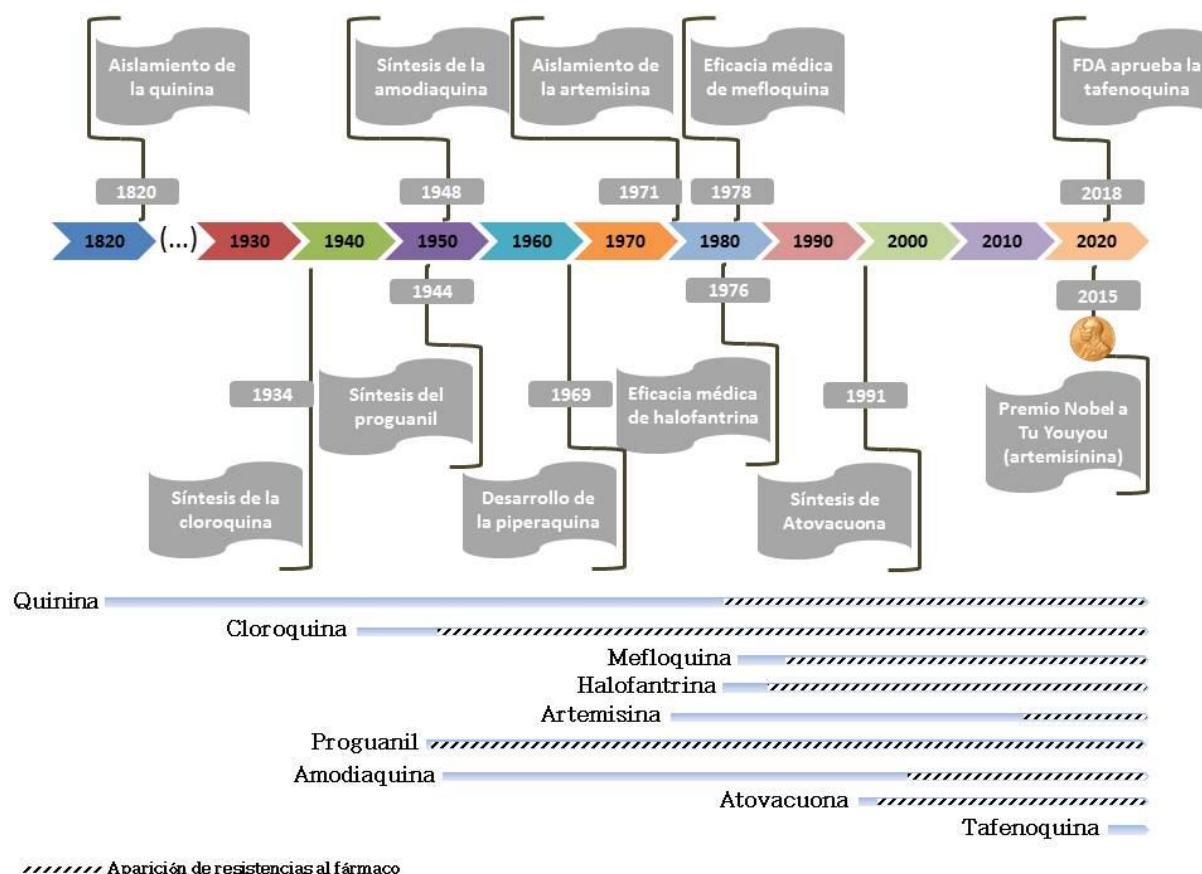 Aislamiento de
la quinina
Síntesis de la
amodiaquina
Aislamiento de
la artemisina
Eficacia médica
de mefloquina
FDA aprueba la
tafenoquina
1820
1948
1971
1978
2018
1820
(...)
1930
1940
1950
1960
1970
1980
1990
2000
2010
2020
1944
1976
2015
1934
Síntesis del
proguanil
1969
Eficacia médica
de halofantrina
1991
Premio Nobel a
Tu Youyou
(artemisinina)
Síntesis de la
cloroquina
Desarrollo de
la piperaquina
Síntesis de
Atovacuona
Quinina
Cloroquina
Mefloquina
Halofantrina
Artemisina
Proguanil
Amodiaquina
Atovacuona
Tafenoquina
Aparición de resistencias al fármaco